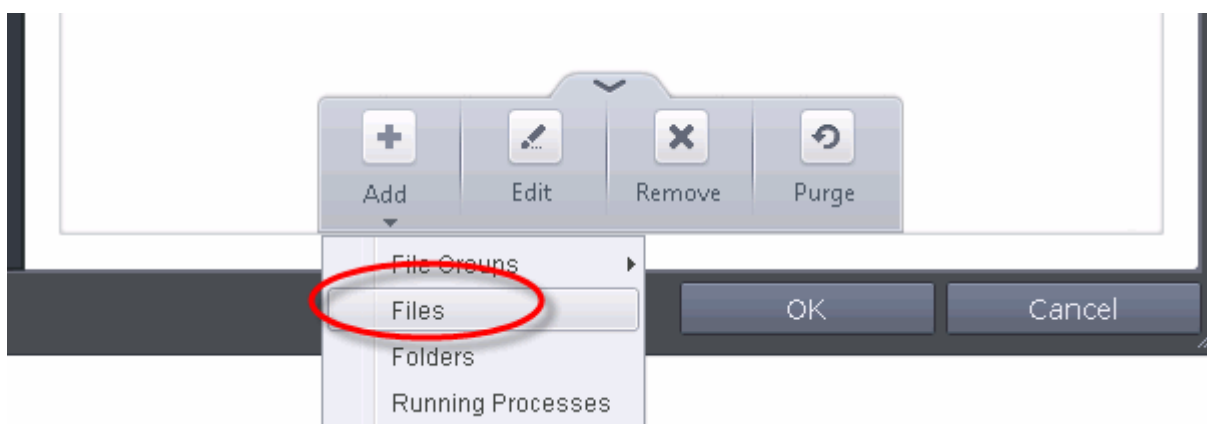 Add Edit Remove Purge
File Groups
Files
OK Cancel
Folders
Running Processes